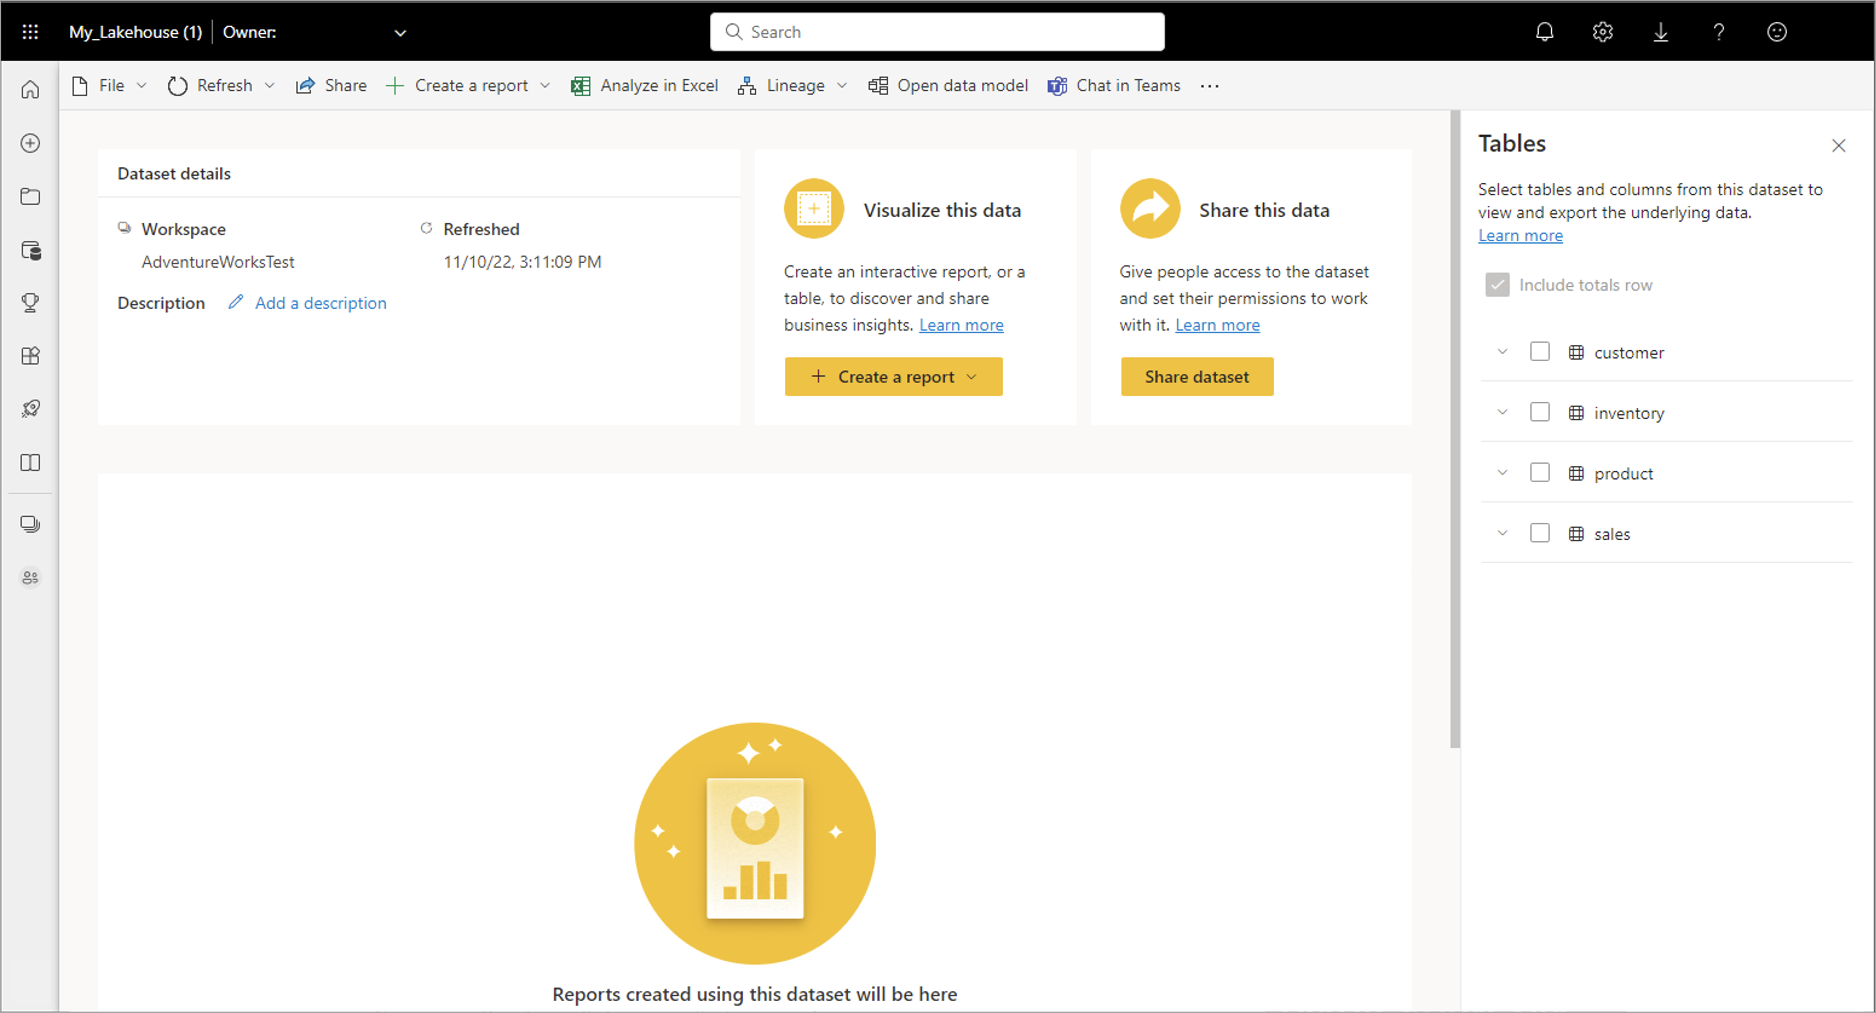 My_Lakehouse (1) Owner:
Search
File Refresh Share Create a report Analyze in Excel Lineage Open data model Chat in Teams ...
Dataset details
Workspace Refreshed
AdventureWorksTest 11/10/22, 3:11:09 PM
Description Add a description
Visualize this data
Create an interactive report, or a
table, to discover and share
business insights. Learn more
Create a report
Share this data
Give people access to the dataset
and set their permissions to work
with it. Learn more
Share dataset
Reports created using this dataset will be here
Tables
Select tables and columns from this dataset to
view and export the underlying data.
Learn more
Include totals row
customer
inventory
product
sales